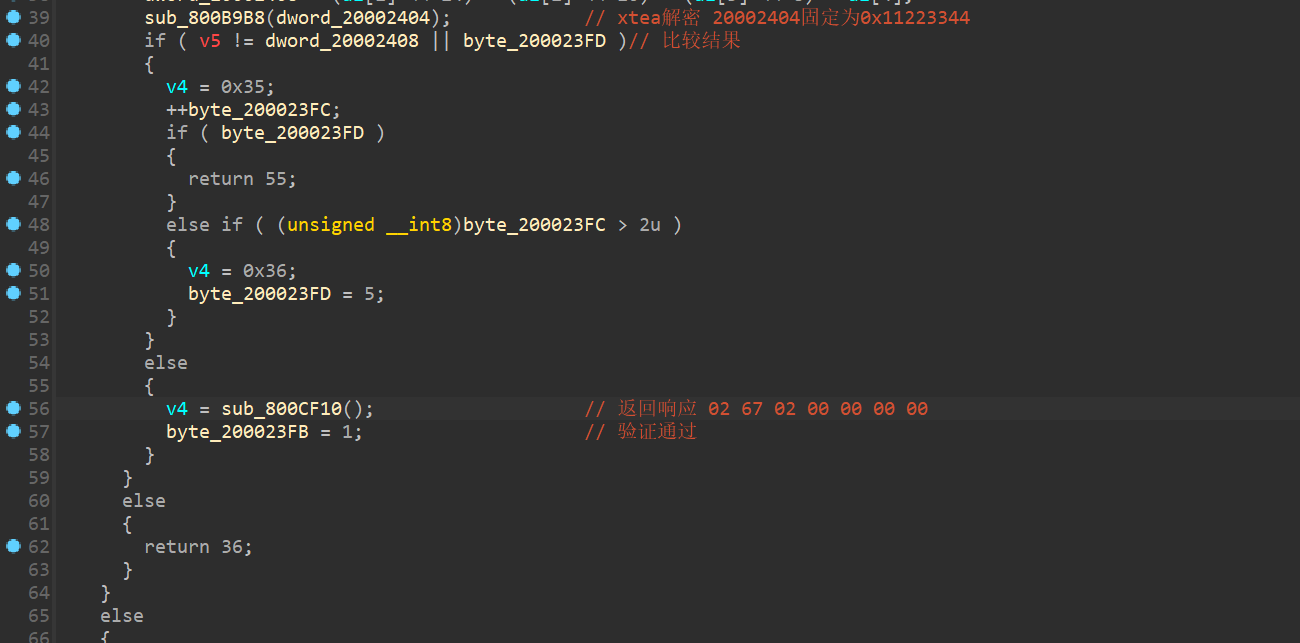 39 sub_800B9B8(dword_20002404); // xtea解密 20002404固定为0x11223344
40 if ( v5 != dword_20002408 || byte_200023FD )// 比较结果
41 {
42 v4 = 0x35;
43 ++byte_200023FC;
44 if ( byte_200023FD )
45 {
46 return 55;
47 }
48 else if ( (unsigned __int8)byte_200023FC > 2u )
49 {
50 v4 = 0x36;
51 byte_200023FD = 5;
52 }
53 }
54 else
55 {
56 v4 = sub_800CF10(); // 返回响应 02 67 02 00 00 00 00
57 byte_200023FB = 1; // 验证通过
58 }
59 }
60 else
61 {
62 return 36;
63 }
64 }
65 else
66 {